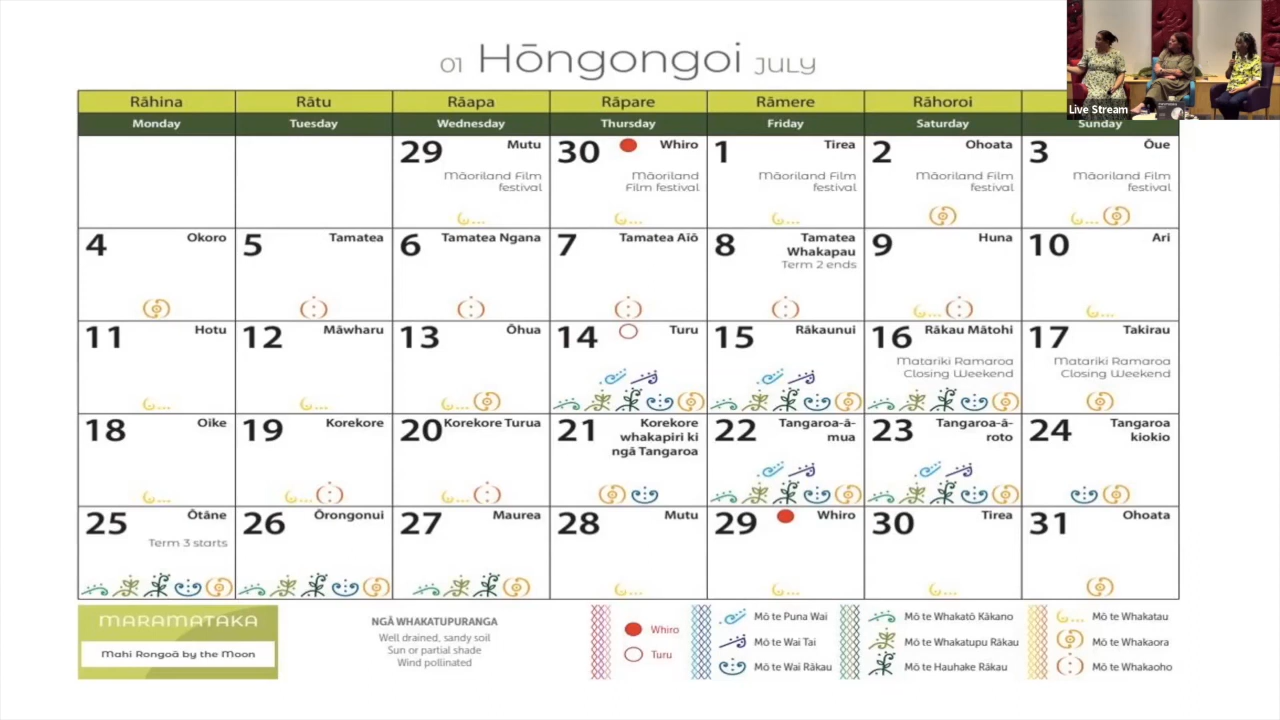 01 Hōngongoi JULY
Rāhina Rātu Rāapa Rāpare Rāmere Rāhoroi
Monday Tuesday Wednesday Thursday Friday Saturday Sunday
Live Stream
29 Mutu
Māoriland Film
festival
30 Whiro
Māoriland
Film festival
1 Tirea
Māoriland Film
festival
2 Ohoata
Māoriland Film
festival
3 Ōue
Māoriland Film
festival
4 Okoro
5 Tamatea
6 Tamatea Ngana
7 Tamatea Aīō
8 Tamatea
Whakapau
Term 2 ends
9 Huna
10 Ari
11 Hotu
12 Māwharu
13 Ōhua
14 Turu
15 Rākaunui
16 Rākau Mātohi
Matariki Ramaroa
Closing Weekend
17 Takirau
Matariki Ramaroa
Closing Weekend
18 Oike
19 Korekore
20 Korekore Turua
21 Korekore
whakapiri ki
ngā Tangaroa
22 Tangaroa-ā-
mua
23 Tangaroa-ā-
roto
24 Tangaroa
kiokio
25 Ōtāne
Term 3 starts
26 Ōrongonui
27 Maurea
28 Mutu
29 Whiro
30 Tirea
31 Ohoata
MARAMATAKA
Mahi Rongoā by the Moon
NGĀ WHAKATUPURANGA
Well drained, sandy soil
Sun or partial shade
Wind pollinated
Whiro
Turu
Mō te Puna Wai
Mō te Wai Tai
Mō te Wai Rākau
Mō te Whakatō Kākano
Mō te Whakatupu Rākau
Mō te Hauhake Rākau
Mō te Whakatau
Mō te Whakaora
Mō te Whakaoho